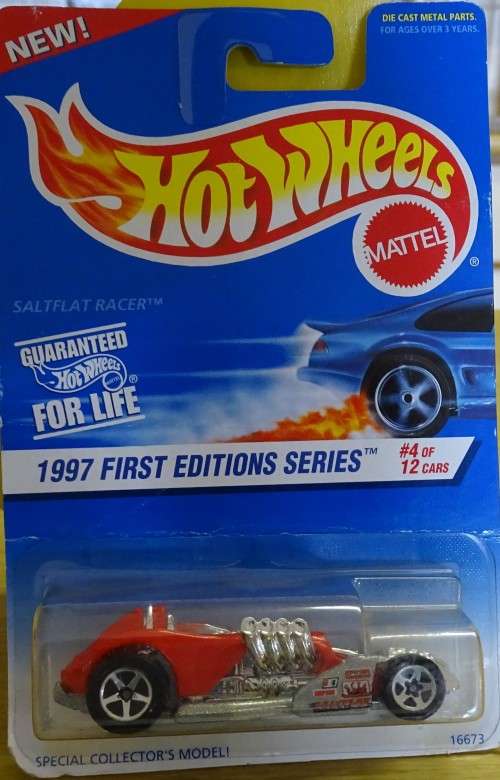 NEW!
DIE CAST METAL PARTS.
FOR AGES OVER 3 YEARS.
HOT WHEELS
MATTEL
®
SALTFLAT RACER™
GUARANTEED
Hot Wheels
®
FOR LIFE
1997 FIRST EDITIONS SERIES™
#4 OF
12 CARS
16673
SPECIAL COLLECTOR'S MODEL!